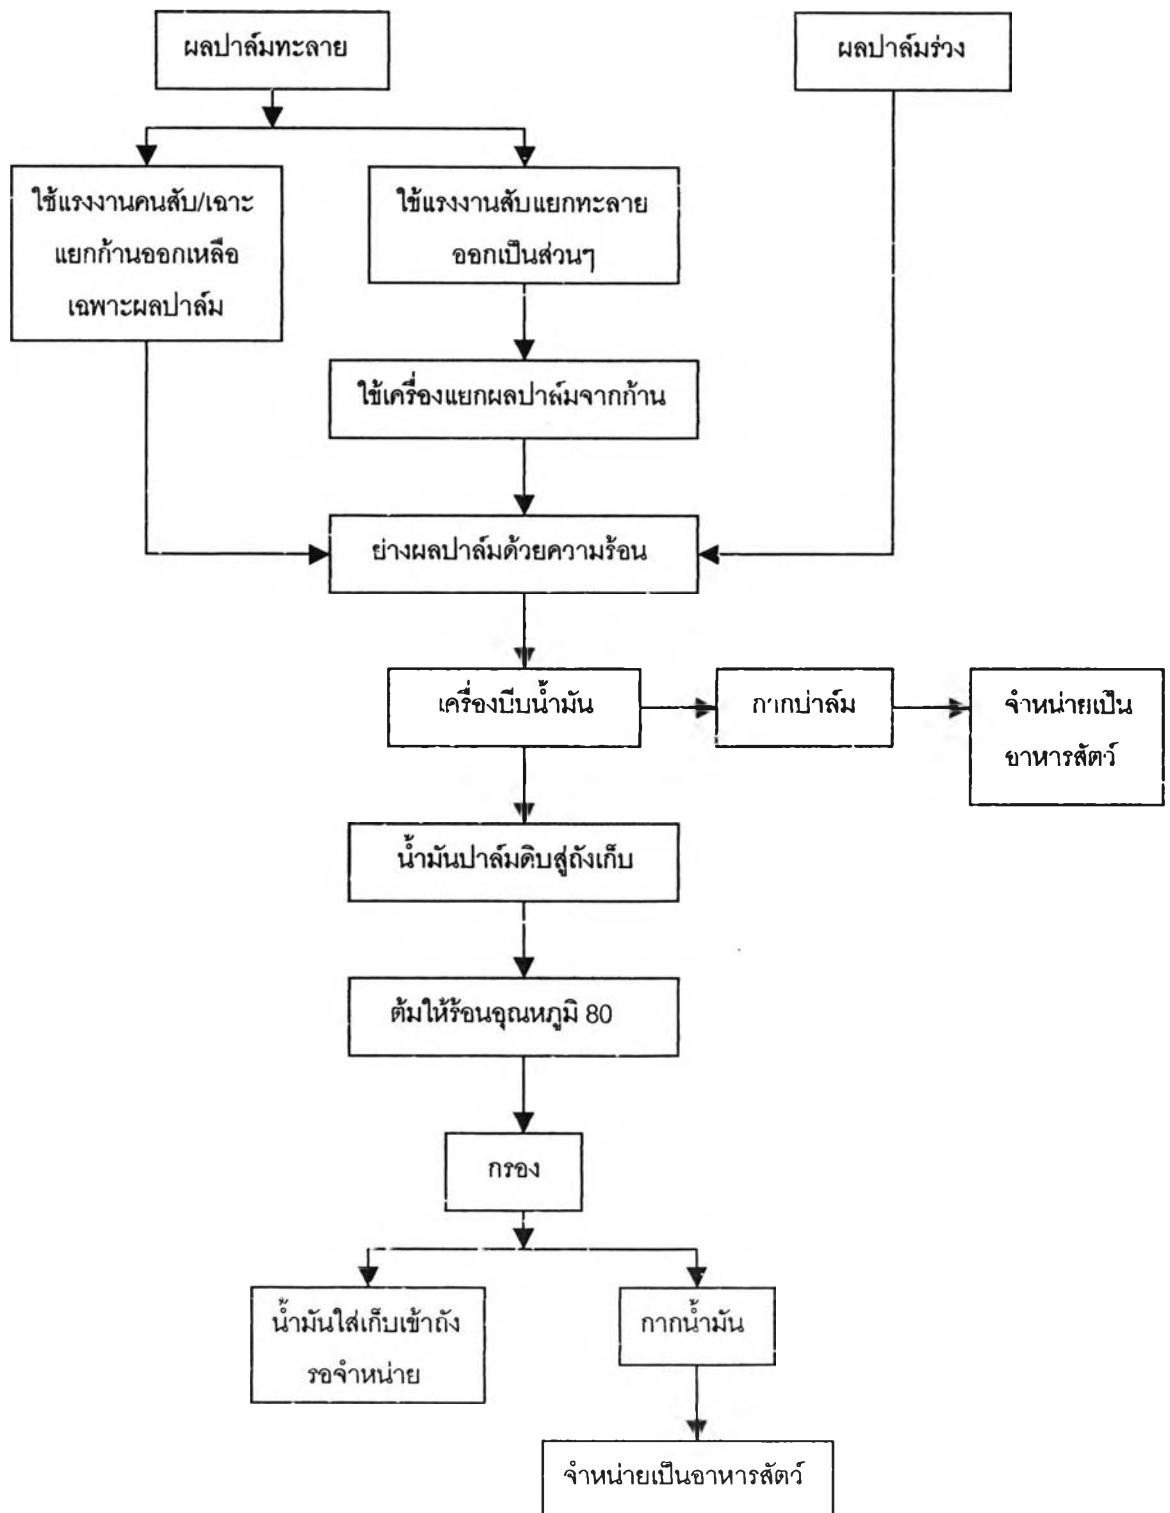 ผลปาล์มทะลาย
ผลปาล์มร่วง
ใช้แรงงานคนสับ/เฉาะ
แยกก้านออกเหลือ
เฉพาะผลปาล์ม
ใช้แรงงานสับแยกทะลาย
ออกเป็นส่วนๆ
ใช้เครื่องแยกผลปาล์มจากก้าน
ย่างผลปาล์มด้วยความร้อน
เครื่องบีบน้ำมัน
กากปาล์ม
จำหน่ายเป็น
อาหารสัตว์
น้ำมันปาล์มดิบสู่ถังเก็บ
ต้มให้ร้อนอุณหภูมิ 80
กรอง
น้ำมันใส่เก็บเข้าถัง
รอจำหน่าย
กากน้ำมัน
จำหน่ายเป็นอาหารสัตว์